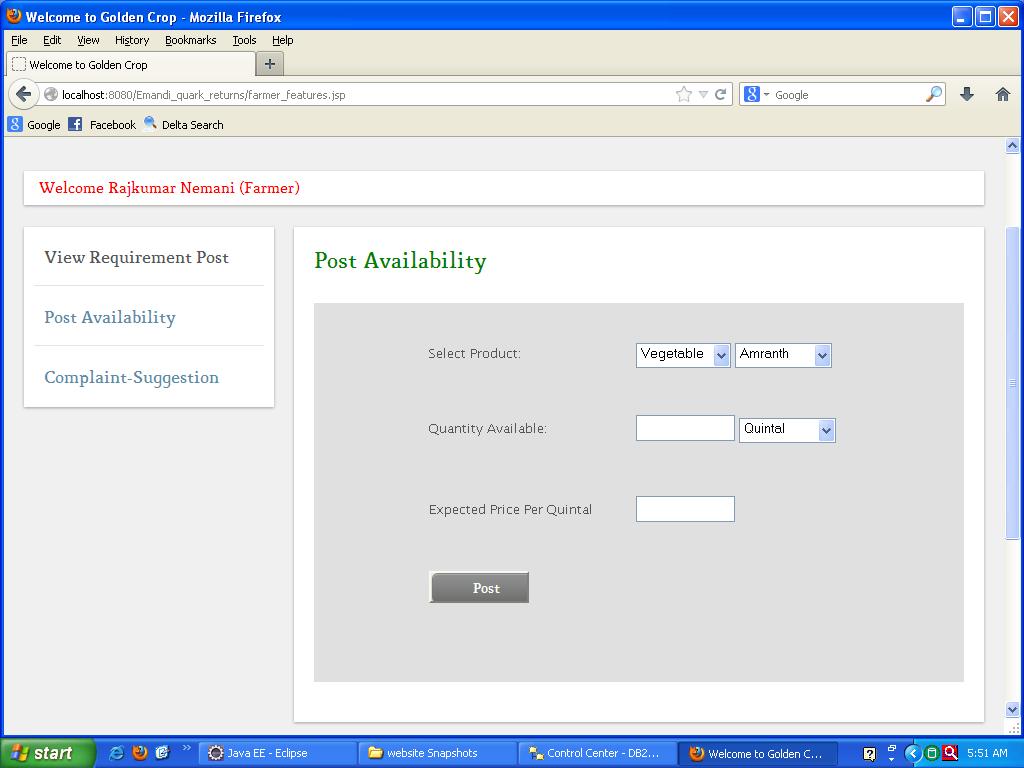 Welcome to Golden Crop - Mozilla Firefox
File Edit View History Bookmarks Tools Help
Welcome to Golden Crop
localhost:8080/Emandi_quark_returns/farmer_features.jsp
Google
Google Facebook Delta Search
Welcome Rajkumar Nemani (Farmer)
View Requirement Post
Post Availability
Complaint-Suggestion
Post Availability
Select Product: Vegetable Amranth
Quantity Available: Quintal
Expected Price Per Quintal
Post
start Java EE - Eclipse website Snapshots Control Center - DB2... Welcome to Golden C... 5:51 AM